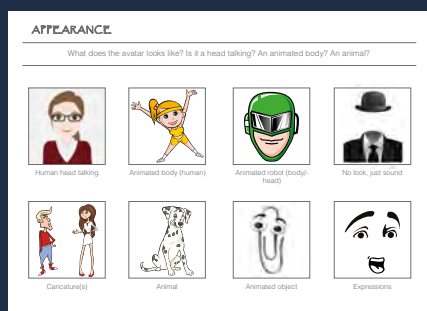 APPEARANCE
What does the avatar looks like? Is it a head talking? An animated body? An animal?
Human head talking
Animated body (human)
Animated robot (body/-
head)
No look, just sound
Caricature(s)
Animal
Animated object
Expressions